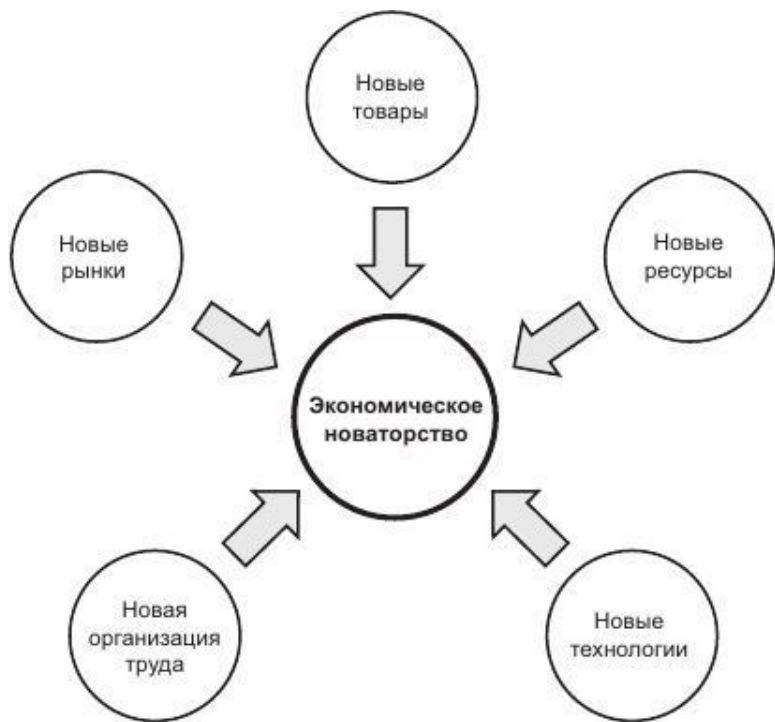 Новые
товары
Новые
рынки
Новые
ресурсы
Экономическое
новаторство
Новая
организация
труда
Новые
технологии